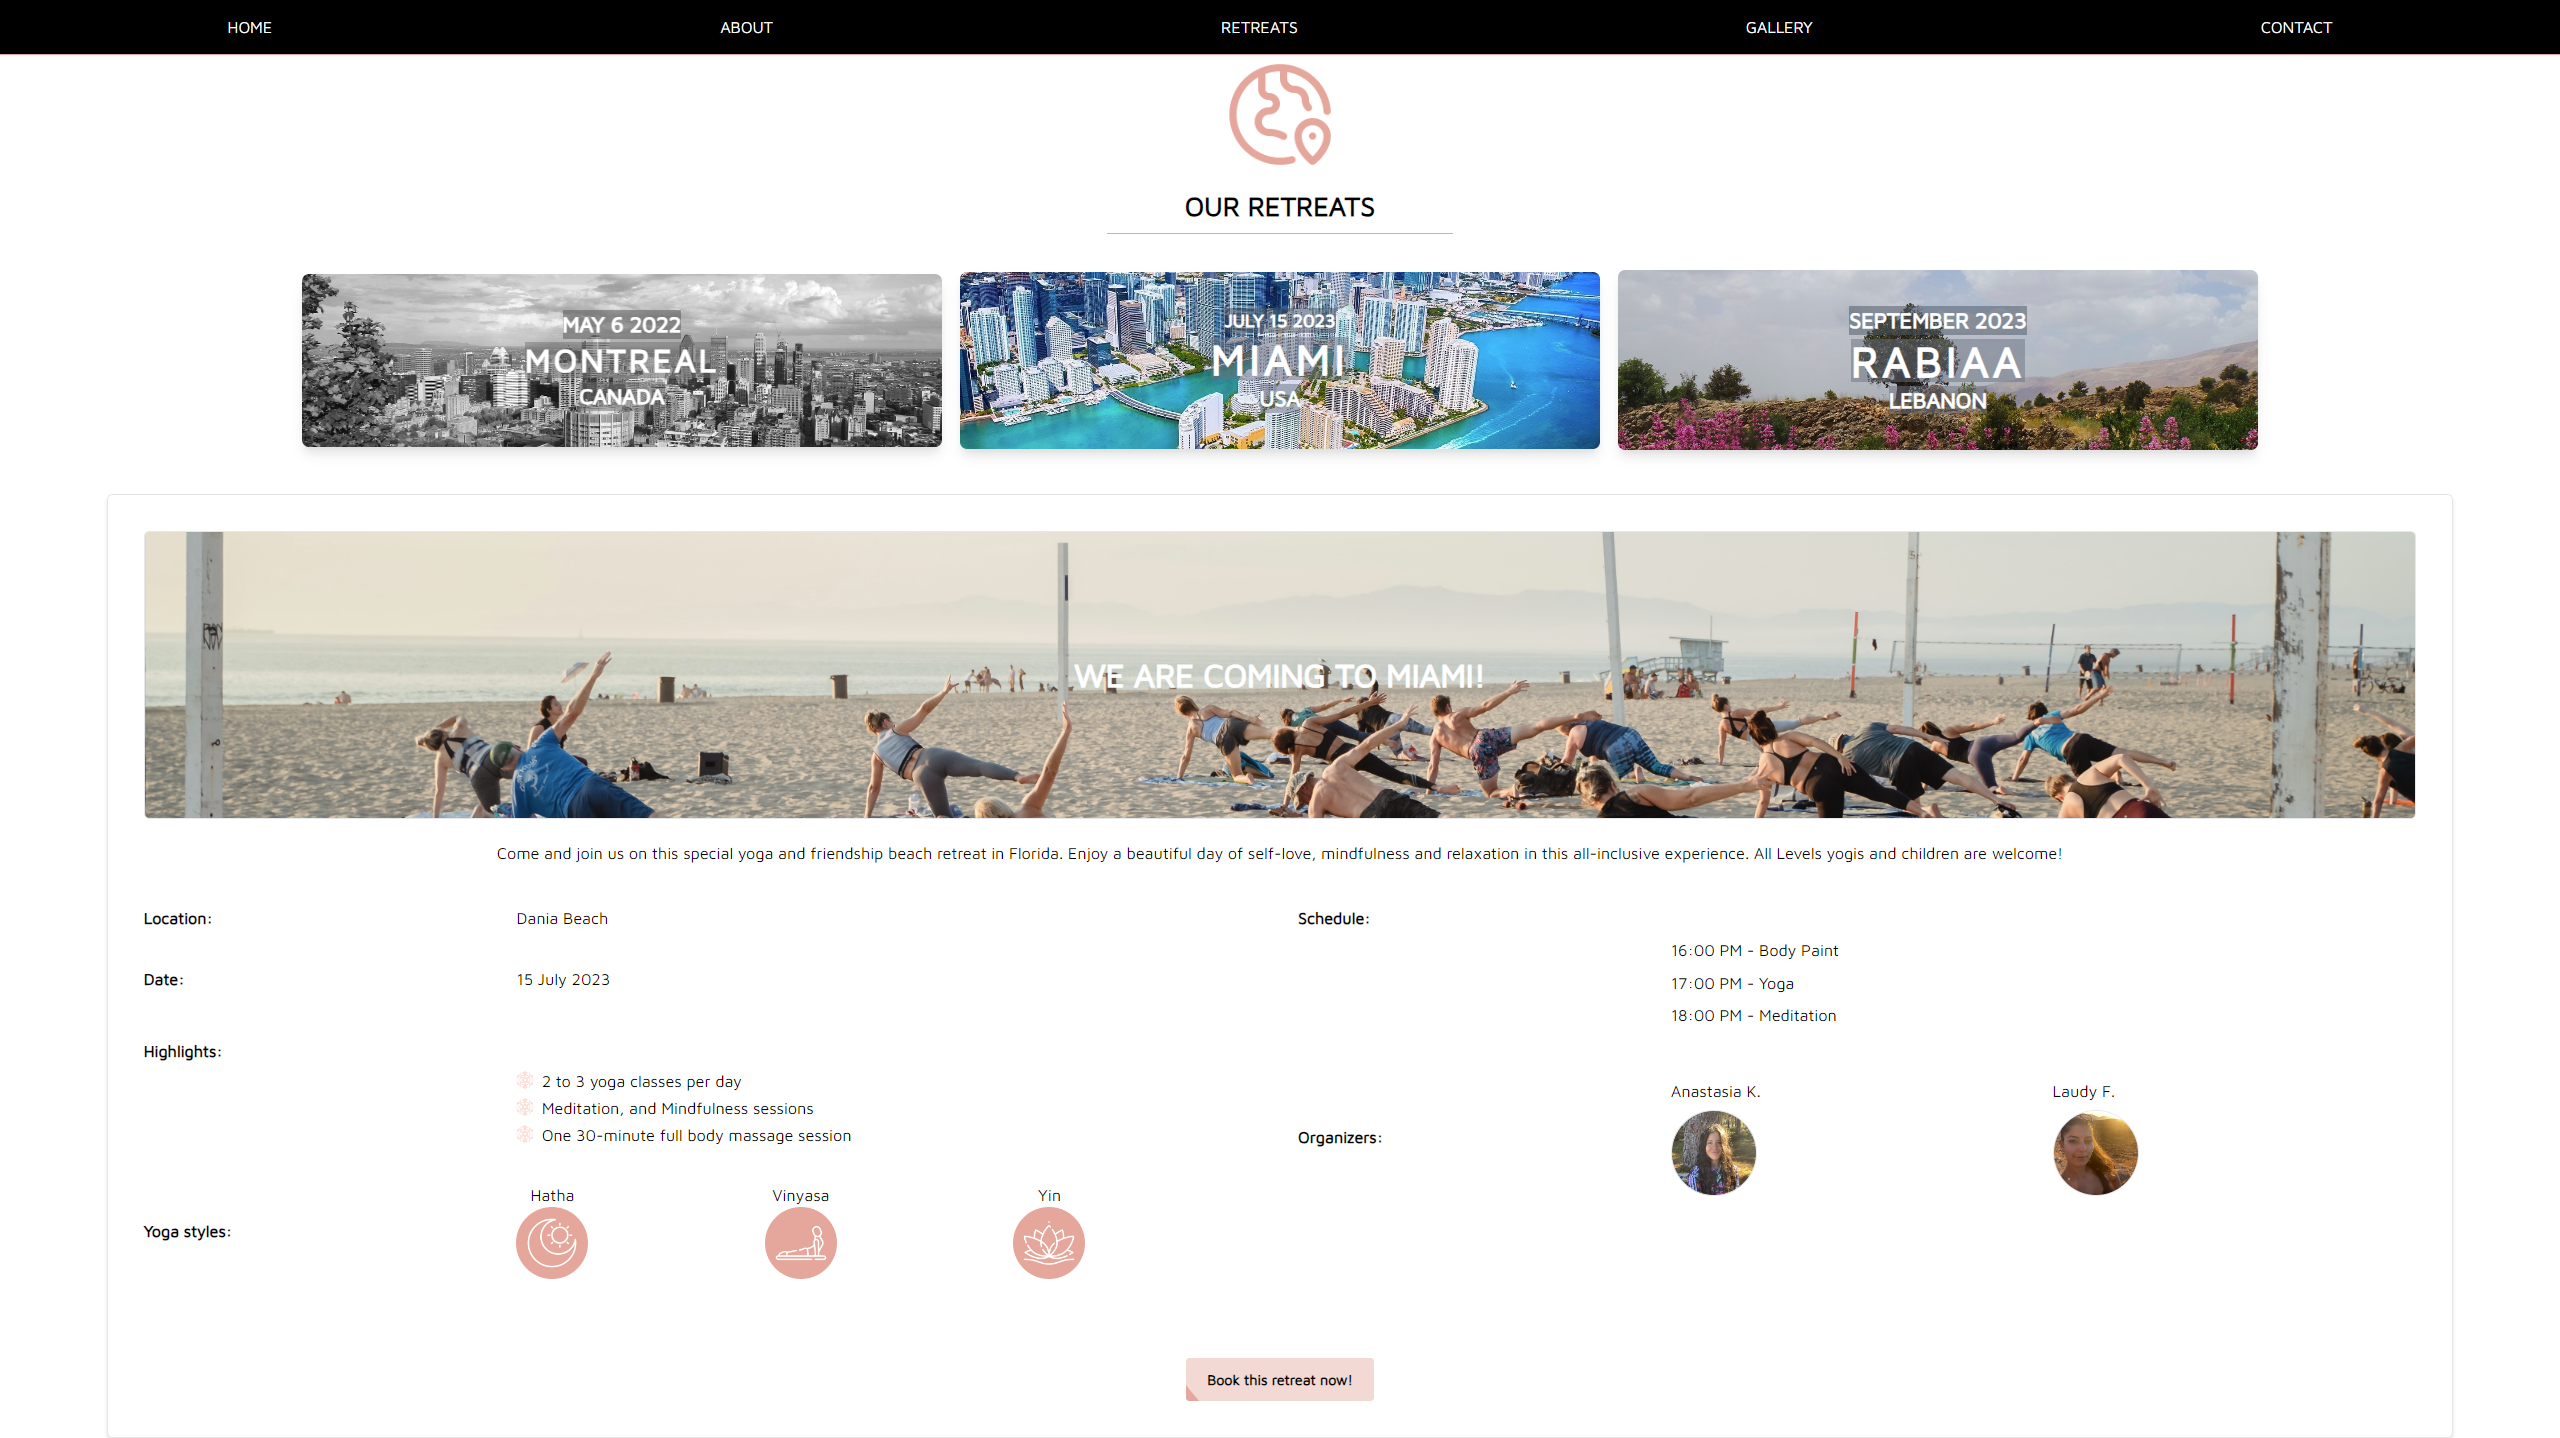 HOME ABOUT RETREATS GALLERY CONTACT
OUR RETREATS
MAY 6 2022
MONTREAL
CANADA
JULY 15 2023
MIAMI
USA
SEPTEMBER 2023
RABIAA
LEBANON
WE ARE COMING TO MIAMI!
Come and join us on this special yoga and friendship beach retreat in Florida. Enjoy a beautiful day of self-love, mindfulness and relaxation in this all-inclusive experience. All Levels yogis and children are welcome!
Location: Dania Beach
Date: 15 July 2023
Highlights:
2 to 3 yoga classes per day
Meditation, and Mindfulness sessions
One 30-minute full body massage session
Yoga styles:
Hatha Vinyasa Yin
Schedule:
16:00 PM - Body Paint
17:00 PM - Yoga
18:00 PM - Meditation
Organizers:
Anastasia K. Laudy F.
Book this retreat now!